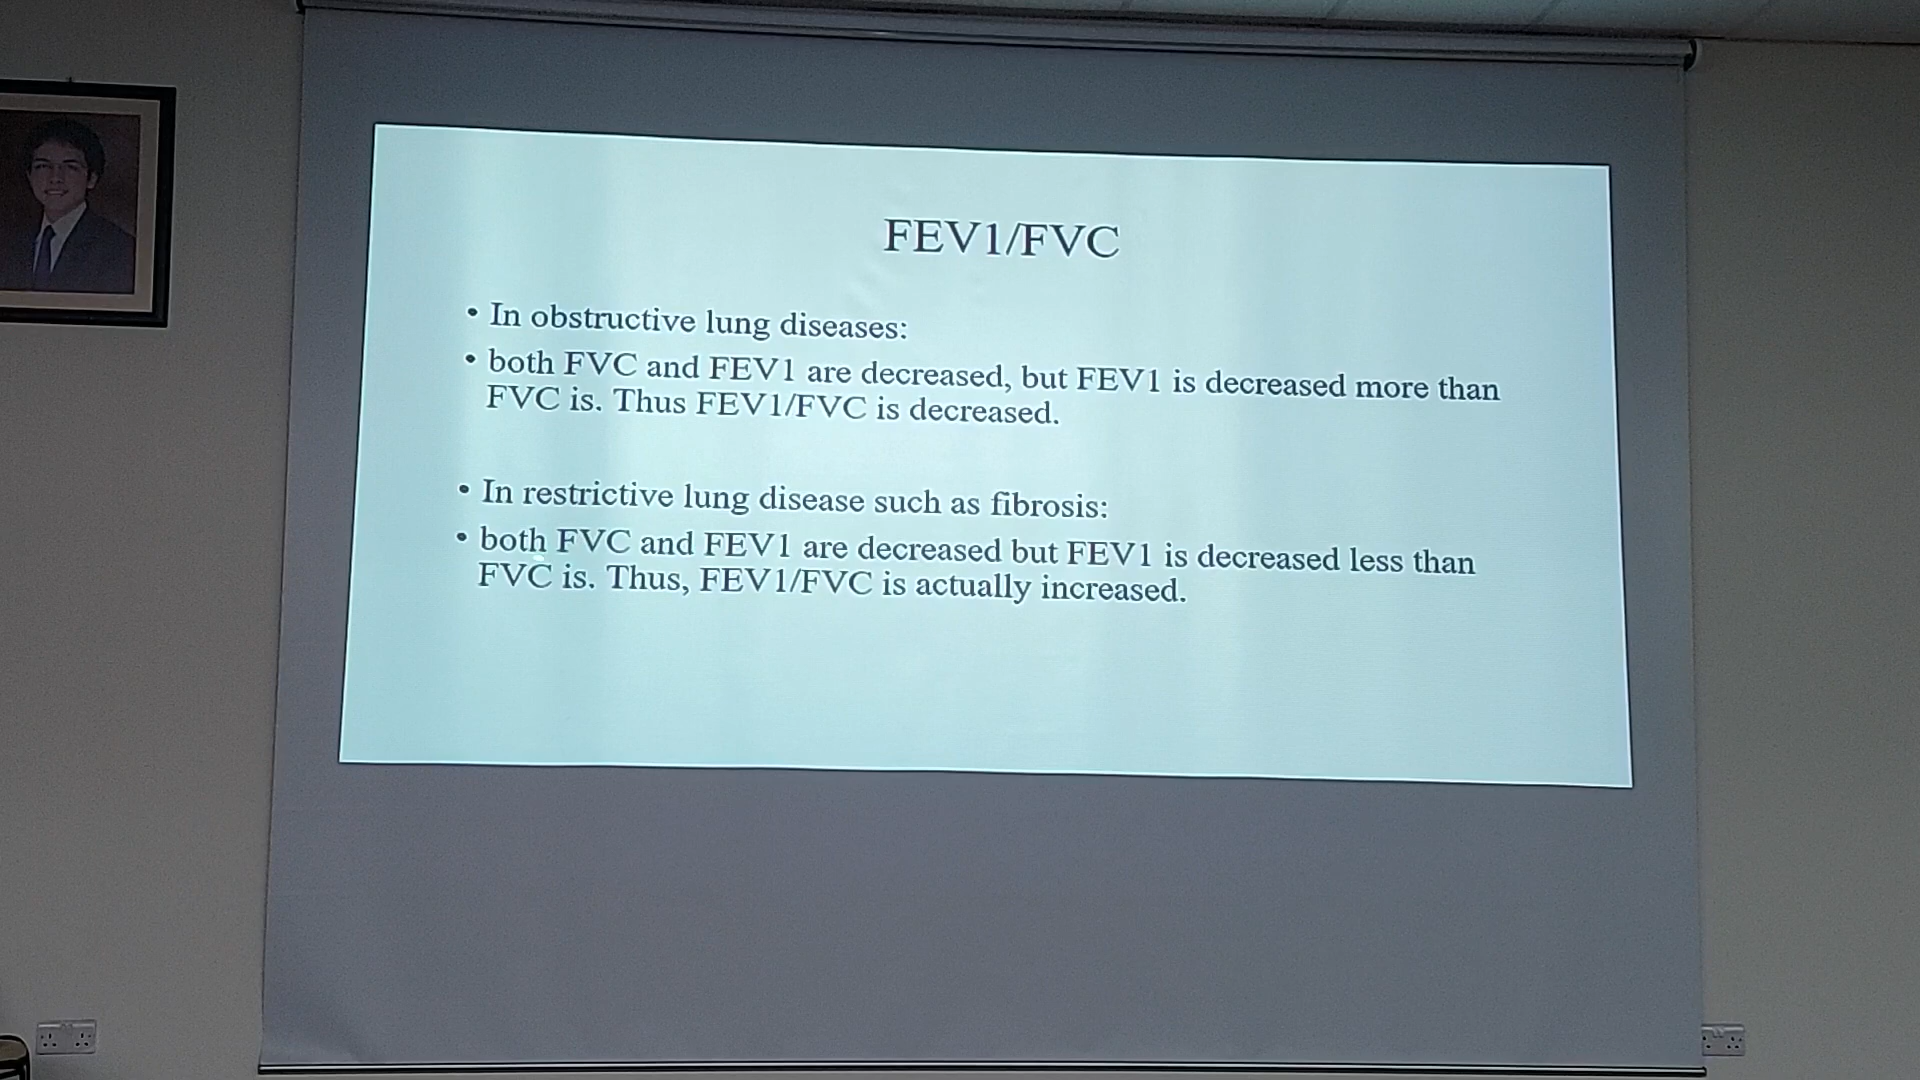 FEV1/FVC
• In obstructive lung diseases:
• both FVC and FEV1 are decreased, but FEV1 is decreased more than
FVC is. Thus FEV1/FVC is decreased.
• In restrictive lung disease such as fibrosis:
• both FVC and FEV1 are decreased but FEV1 is decreased less than
FVC is. Thus, FEV1/FVC is actually increased.